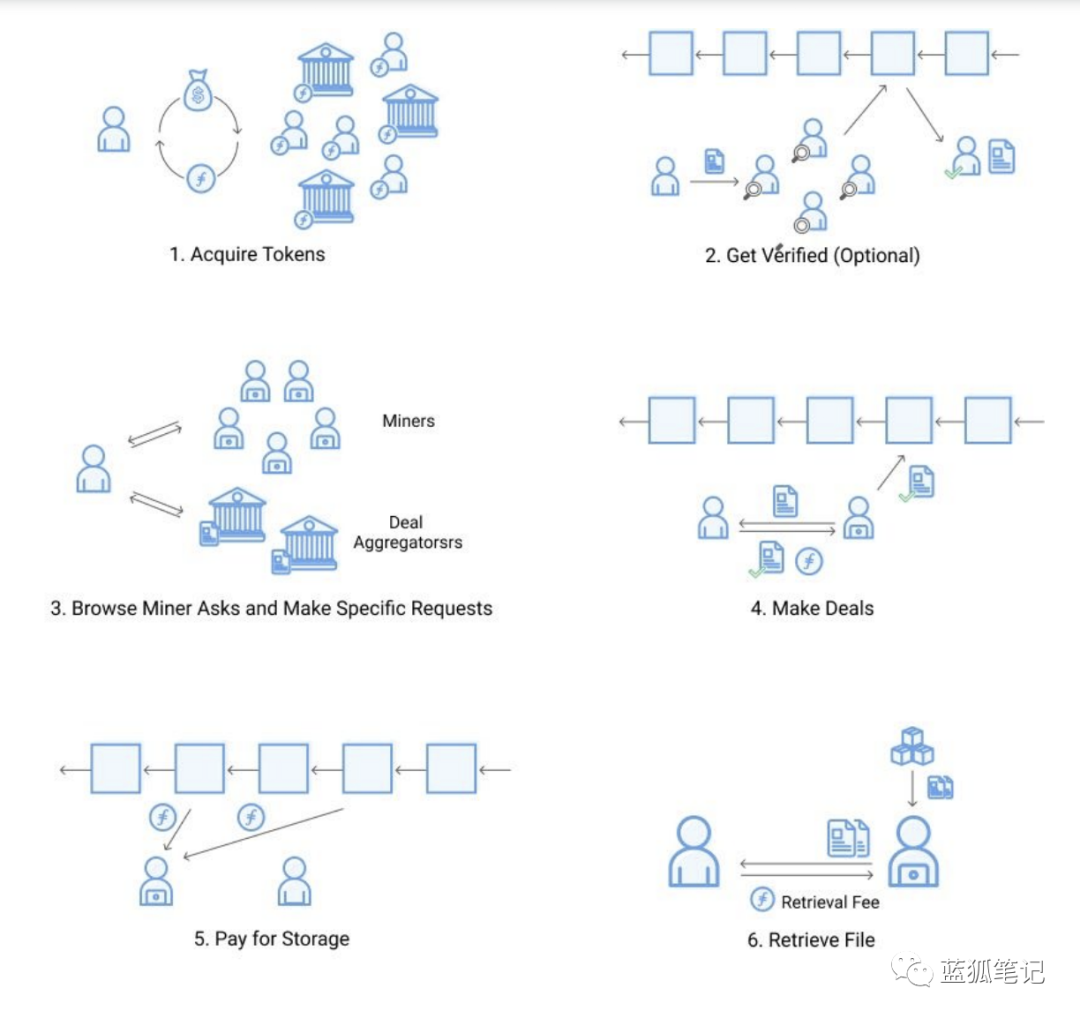 1. Acquire Tokens
2. Get Verified (Optional)
Miners
Deal
Aggregatorsrs
3. Browse Miner Asks and Make Specific Requests
4. Make Deals
5. Pay for Storage
Retrieval Fee
6. Retrieve File
蓝狐笔记